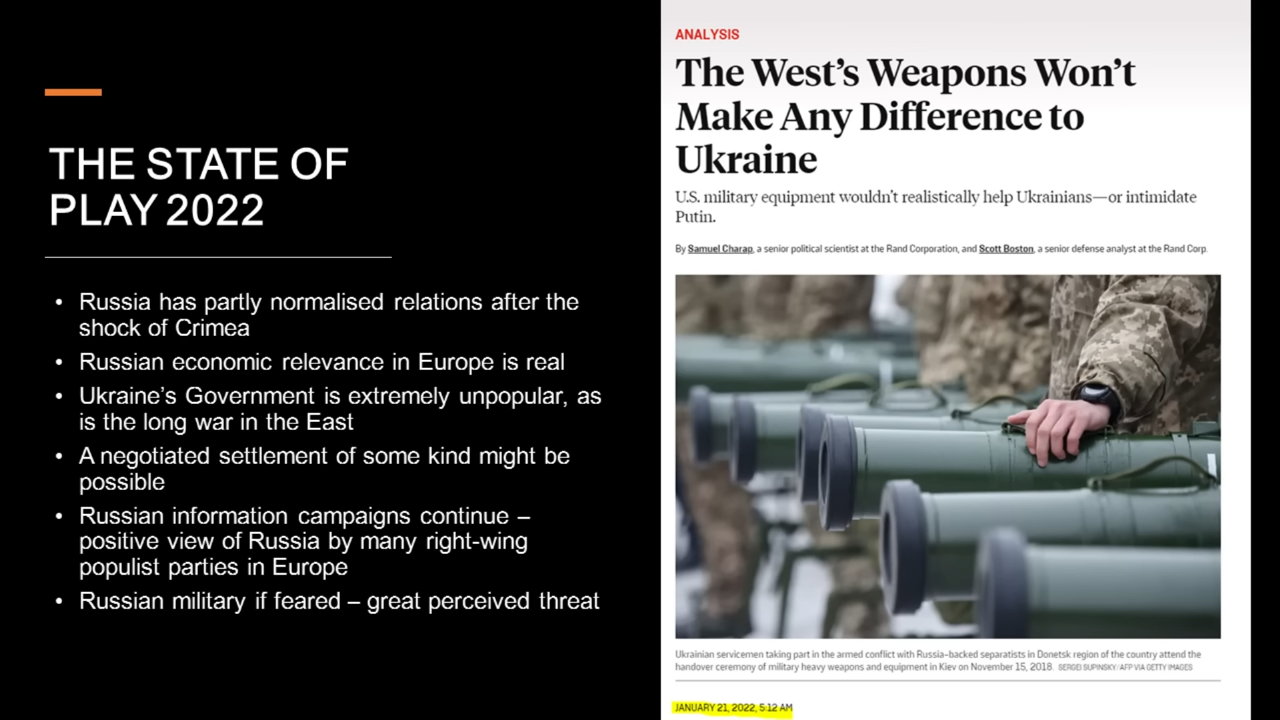 THE STATE OF
PLAY 2022
• Russia has partly normalised relations after the
shock of Crimea
• Russian economic relevance in Europe is real
• Ukraine’s Government is extremely unpopular, as
is the long war in the East
• A negotiated settlement of some kind might be
possible
• Russian information campaigns continue –
positive view of Russia by many right-wing
populist parties in Europe
• Russian military if feared – great perceived threat
ANALYSIS
The West’s Weapons Won’t
Make Any Difference to
Ukraine
U.S. military equipment wouldn’t realistically help Ukrainians—or intimidate
Putin.
By Samuel Charap, a senior political scientist at the Rand Corporation, and Scott Boston, a senior defense analyst at the Rand Corp.
Ukrainian servicemen taking part in the armed conflict with Russia-backed separatists in Donetsk region of the country attend the
handover ceremony of military heavy weapons and equipment in Kiev on November 15, 2018. SERGEI SUPINSKY/AFP VIA GETTY IMAGES
JANUARY 21, 2022, 5:12 AM